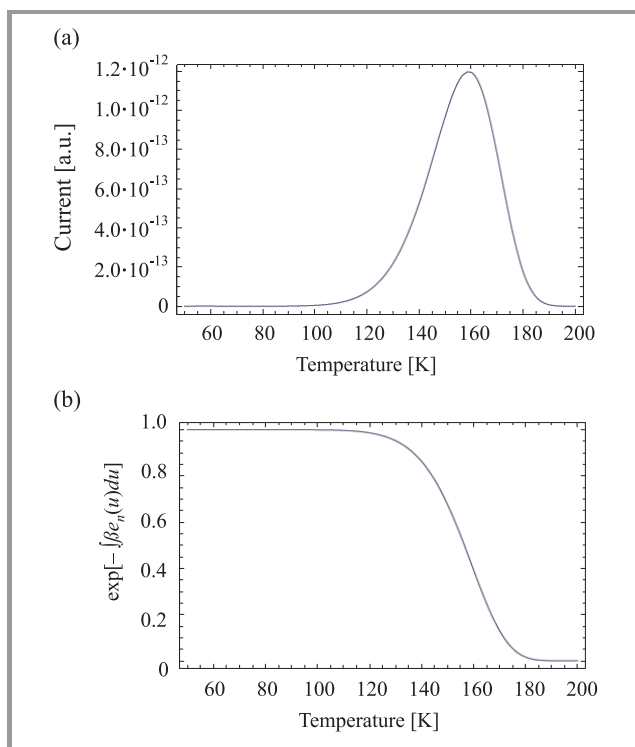 (a)
Current [a.u.]
1.2·10⁻¹²
1.0·10⁻¹²
8.0·10⁻¹³
6.0·10⁻¹³
4.0·10⁻¹³
2.0·10⁻¹³
0
60 80 100 120 140 160 180 200
Temperature [K]
(b)
exp[– ∫βeₙ(u)du]
1.0
0.8
0.6
0.4
0.2
0
60 80 100 120 140 160 180 200
Temperature [K]